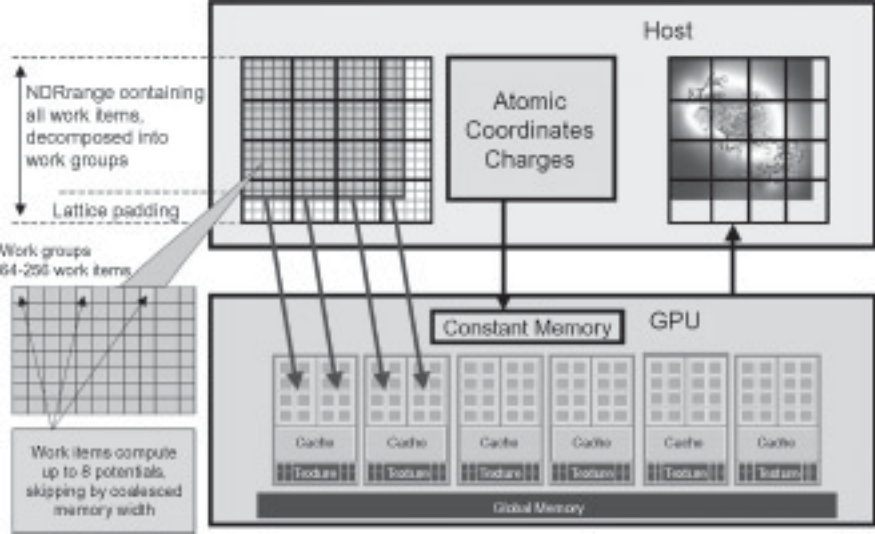 Host
NDRrange containing
all work items,
decomposed into
work groups
Lattice padding
Atomic
Coordinates
Charges
Work groups
64-256 work items
Work items compute
up to 8 potentials,
skipping by coalesced
memory width
Constant Memory
GPU
Cache Cache Cache Cache Cache Cache
Texture Texture Texture Texture Texture Texture
Global Memory